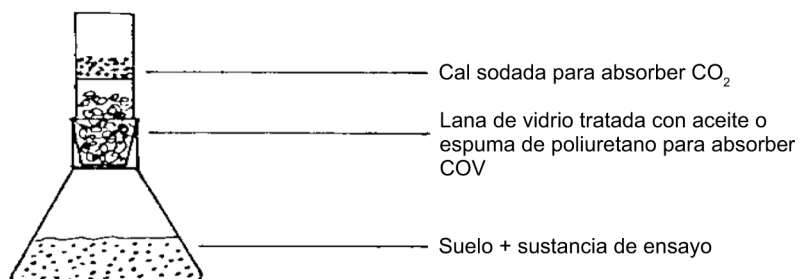 Cal sodada para absorber CO₂
Lana de vidrio tratada con aceite o
espuma de poliuretano para absorber
COV
Suelo + sustancia de ensayo